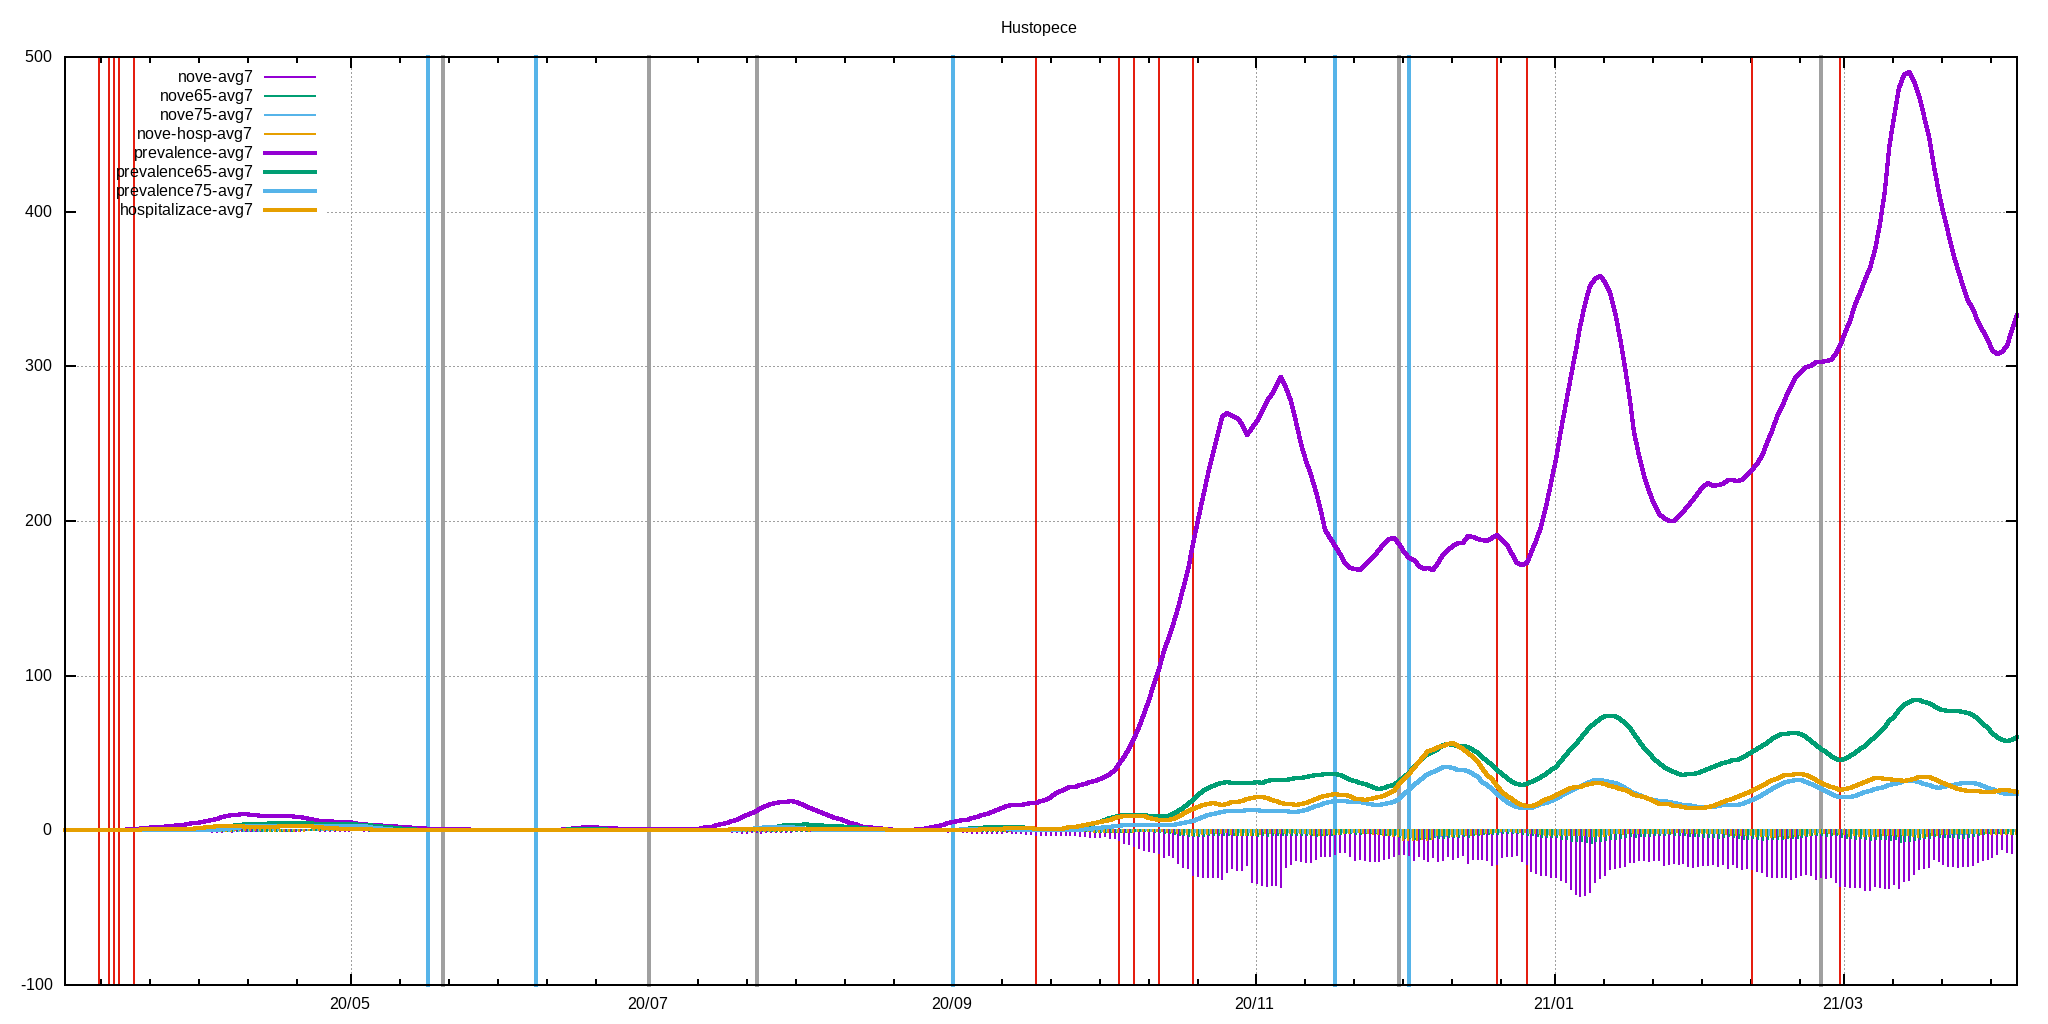 Hustopece
500
400
300
200
100
0
-100
nove-avg7
nove65-avg7
nove75-avg7
nove-hosp-avg7
prevalence-avg7
prevalence65-avg7
prevalence75-avg7
hospitalizace-avg7
20/05
20/07
20/09
20/11
21/01
21/03